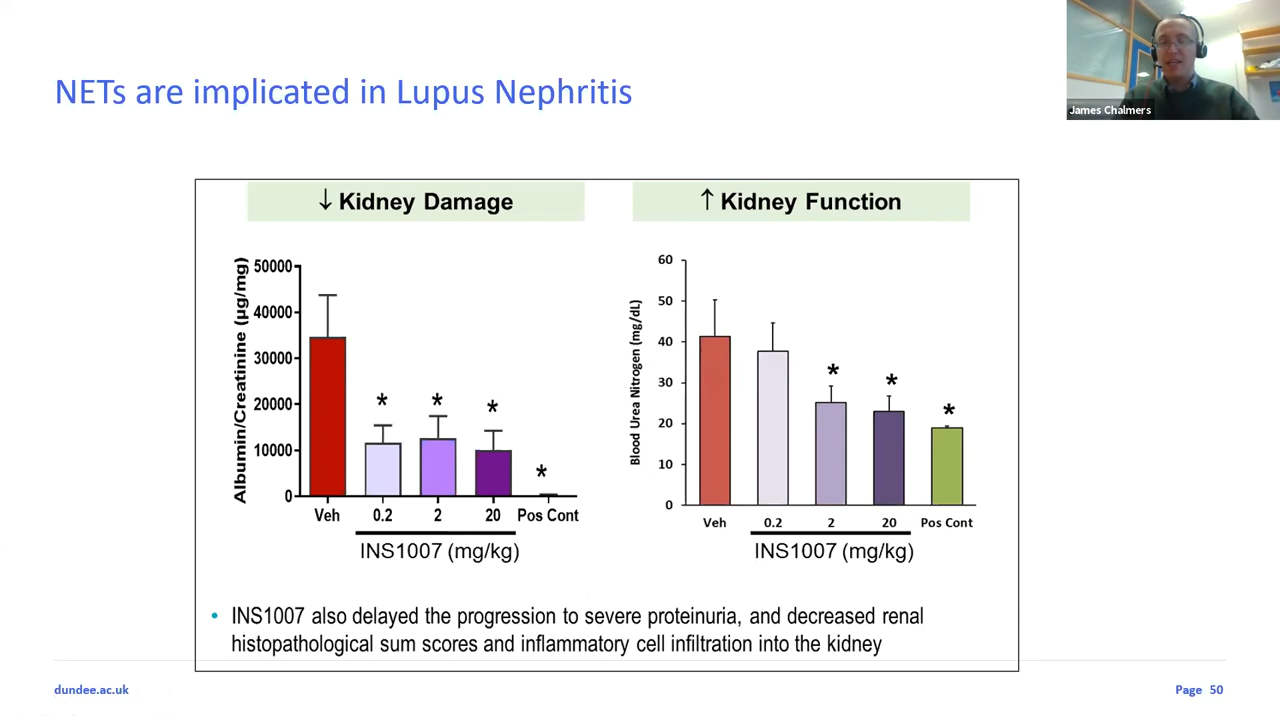 James Chalmers
NETs are implicated in Lupus Nephritis
↓ Kidney Damage
↑ Kidney Function
Albumin/Creatinine (µg/mg)
50000
40000
30000
20000
10000
0
*
*
*
*
Veh 0.2 2 20 Pos Cont
INS1007 (mg/kg)
Blood Urea Nitrogen (mg/dL)
60
50
40
30
20
10
0
*
*
*
Veh 0.2 2 20 Pos Cont
INS1007 (mg/kg)
• INS1007 also delayed the progression to severe proteinuria, and decreased renal
histopathological sum scores and inflammatory cell infiltration into the kidney
dundee.ac.uk
Page 50